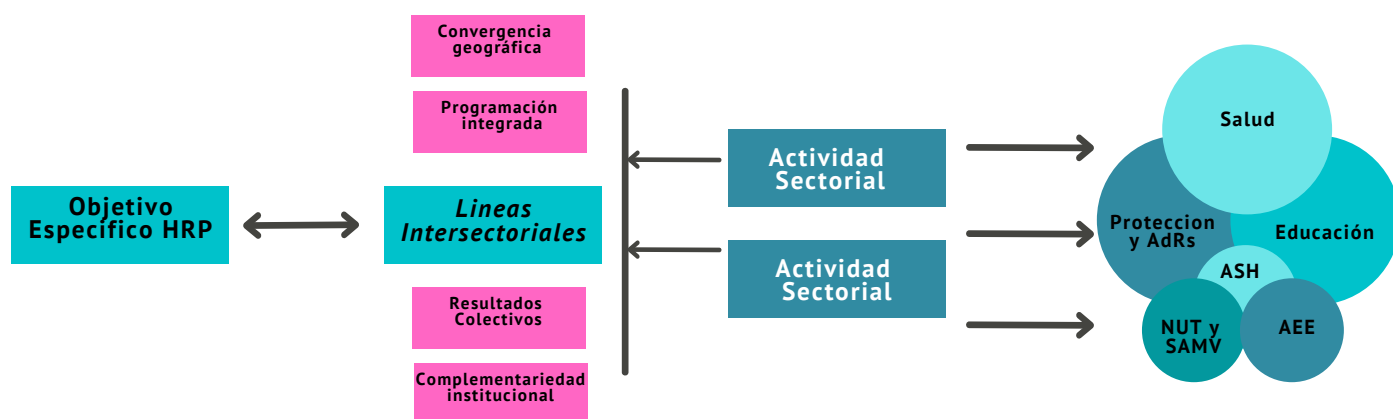 Convergencia
geográfica
Programación
integrada
Objetivo
Específico HRP
Lineas
Intersectoriales
Resultados
Colectivos
Complementariedad
institucional
Actividad
Sectorial
Actividad
Sectorial
Salud
Proteccion
y AdRs
Educación
ASH
NUT y
SAMV
AEE